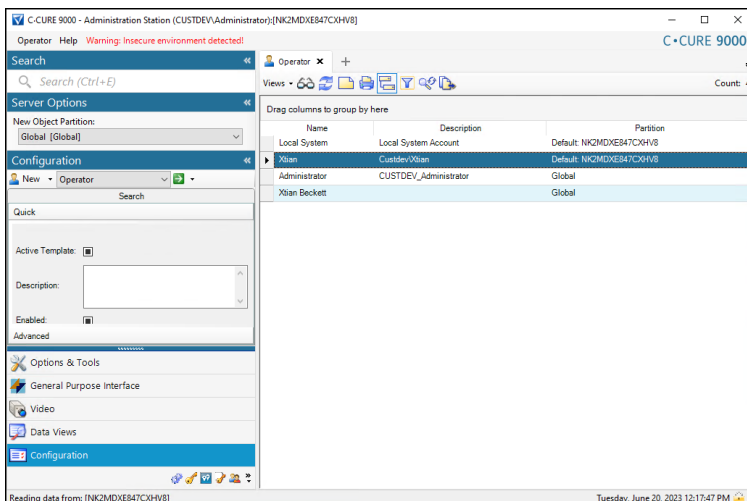 C•CURE 9000 - Administration Station (CUSTDEV\Administrator):[NK2MDXE847CXHV8]
Operator Help Warning: Insecure environment detected!
C•CURE 9000
Search
Search (Ctrl+E)
Server Options
New Object Partition:
Global [Global]
Configuration
New Operator
Search
Quick
Active Template:
Description:
Enabled:
Advanced
Options & Tools
General Purpose Interface
Video
Data Views
Configuration
Operator
Views
Count:
Drag columns to group by here
Name Description Partition
Local System Local System Account Default: NK2MDXE847CXHV8
Xtian Custdev\Xtian Default: NK2MDXE847CXHV8
Administrator CUSTDEV_Administrator Global
Xtian Beckett Global
Reading data from: [NK2MDXE847CXHV8]
Tuesday, June 20, 2023 12:17:47 PM